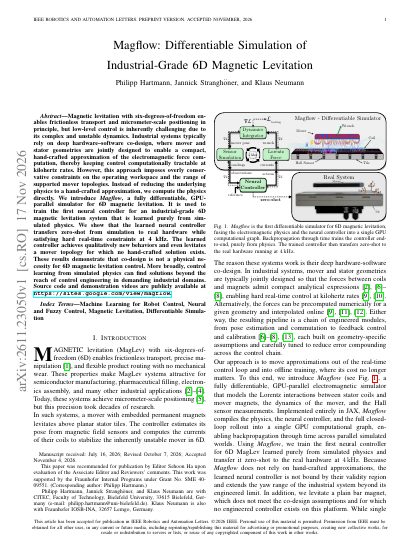 IEEE ROBOTICS AND AUTOMATION LETTERS. PREPRINT VERSION. ACCEPTED NOVEMBER, 2026
1
Magflow: Differentiable Simulation of
Industrial-Grade 6D Magnetic Levitation
Philipp Hartmann, Jannick Stranghöner, and Klaus Neumann
arXiv:2611.23050v1 [cs.RO] 17 Nov 2026
Abstract—Magnetic levitation with six-degrees-of-freedom enables frictionless transport and micrometer-scale positioning in
principle, but low-level control is inherently challenging due to
its complex and unstable dynamics. Industrial systems typically
rely on deep hardware-software co-design, where mover and
stator geometries are jointly designed to enable a compact,
hand-crafted approximation of the electromagnetic force computation, thereby keeping control computationally tractable at
kilohertz rates. However, this approach imposes overly conservative constraints on the operating workspace and the range
of supported mover topologies. Instead of reducing the underlying
physics to a hand-crafted approximation, we compute the physics
directly. We introduce Magflow, a fully differentiable, GPU-
parallel simulator for 6D magnetic levitation. It is used to
train the first neural controller for an industrial-grade 6D
magnetic levitation system that is learned purely from simulated physics. We show that the learned neural controller
transfers zero-shot from simulation to real hardware while
satisfying hard real-time constraints at 4 kHz. The learned
controller achieves qualitatively new behaviors and even levitates
a mover topology for which no handcrafted solution exists.
These results demonstrate that co-design is not a physical necessity for 6D magnetic levitation control. More broadly, control
learning from simulated physics can find solutions beyond the
reach of control engineering in demanding industrial domains.
Source code and demonstration videos are publicly available at
https://sites.google.com/view/magflow.
Index Terms—Machine Learning for Robot Control, Neural
and Fuzzy Control, Magnetic Levitation, Differentiable Simulation
I. INTRODUCTION
MAGNETIC levitation (MagLev) with six-degrees-of-
freedom (6D) enables frictionless transport, precise manipulation [1], and flexible product routing with no mechanical
wear. These properties make MagLev systems attractive for
semiconductor manufacturing, pharmaceutical filling, electronics assembly, and many other industrial applications [2]–[4].
Today, these systems achieve micrometer-scale positioning [5],
but this precision took decades of research.
In such systems, a mover with embedded permanent magnets
levitates above planar stator tiles. The controller estimates
its pose from magnetic field sensors and computes the
currents of their coils to stabilize the inherently unstable mover in 6D.
Manuscript received: July 16, 2026; Revised October 7, 2026; Accepted
November 4, 2026.
This paper was recommended for publication by Editor
upon
evaluation of the Associate Editor and Reviewers' comments. This work was
supported by the Fraunhofer Internal Programs under Grant No. SME 40-
09551. (Corresponding author: Philipp Hartmann.)
Philipp Hartmann, Jannick Stranghöner, and Klaus Neumann are with
CITEC, Faculty of Technology, Bielefeld University, 33615 Bielefeld, Germany
Klaus Neumann is also
with Fraunhofer IOSB-INA, 32657 Lemgo, Germany.
Magflow - Differentiable Simulator
Dynamics
Integrator
Sensor
Simulation
Lorentz
Force
Neural
Controller
Real System
Fig. 1. Magflow is the first differentiable simulator for 6D magnetic levitation,
fusing the electromagnetic physics and the neural controller into a single GPU
computational graph. Backpropagation through time trains the controller end-
to-end, purely from physics. The trained controller then transfers zero-shot to
the real hardware running at 4 kHz.
The reason these systems work is their deep hardware-software
co-design. In industry, mover and stator geometries are
typically designed so that the forces between coils
and magnets admit compact analytical expressions [2], [6]–
[8], enabling hard real-time control at kilohertz rates [9], [10].
Alternatively, the forces can be precomputed numerically for a
given geometry and interpolated online [9], [11], [12]. Either
way, the resulting pipeline is a chain of engineered modules,
from pose estimation and commutation to feedback control
and calibration [6]–[8], [13], each built on geometry-specific
assumptions and carefully tuned to reduce error compounding
across the control chain.
Our approach is to move approximations out of the real-time
control loop and into offline training, where its cost no longer
matters. To this end, we introduce Magflow (see Fig. 1), a
fully differentiable, GPU-parallel electromagnetic simulator
that models the Lorentz interactions between stator coils and
mover magnets, the dynamics of the mover, and the Hall
sensor measurements. Implemented entirely in JAX, Magflow
compiles the physics, the neural controller, and the full closed-
loop rollout into a single GPU computational graph, enabling backpropagation through time across parallel simulated
worlds. Using Magflow, we train the first neural controller for
6D MagLev learned purely from simulated physics and
transfer it zero-shot to the real hardware at 4 kHz. Because
Magflow does not rely on hand-crafted approximations, the
learned neural controller is not bound by their validity region
and extends the yaw range of the industrial system beyond its
engineered limit. In addition, we levitate a plain bar magnet,
which does not meet the co-design assumptions and for which
no engineered controller exists on this platform. While single
This article has been accepted for publication in IEEE Robotics and Automation Letters. ©2026 IEEE. Personal use of this material is permitted. Permission from IEEE must be
obtained for all other uses, in any current or future media, including reprinting/republishing this material for advertising or promotional purposes, creating new collective works, for
resale or redistribution to servers or lists, or reuse of any copyrighted component of this work in other works.